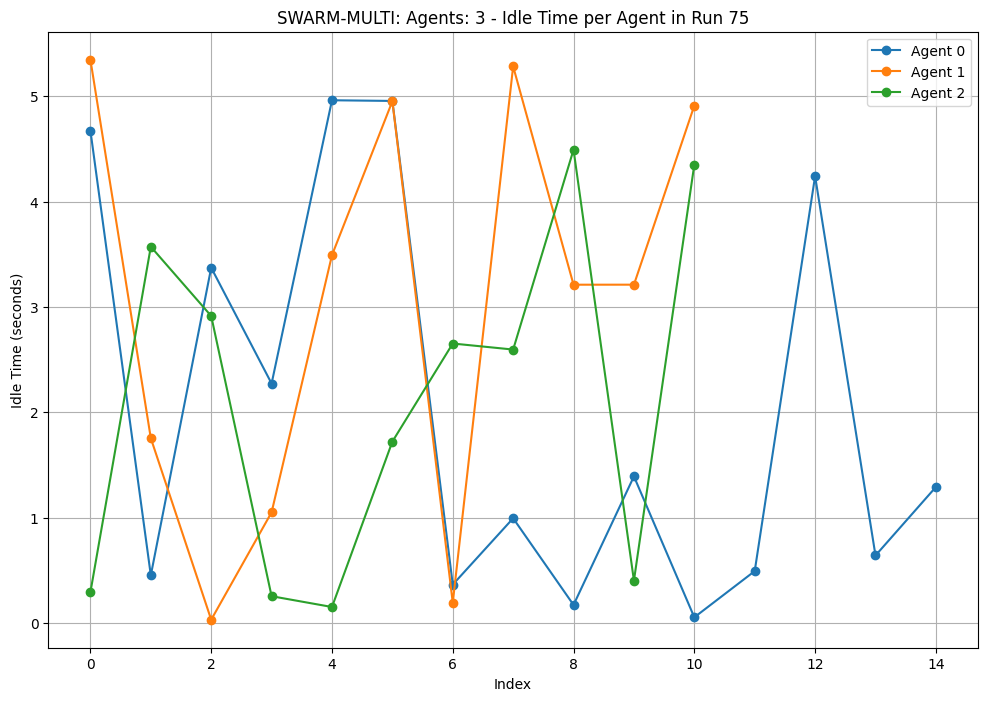 SWARM-MULTI: Agents: 3 - Idle Time per Agent in Run 75
Agent 0
Agent 1
Agent 2
Idle Time (seconds)
5
4
3
2
1
0
0 2 4 6 8 10 12 14
Index